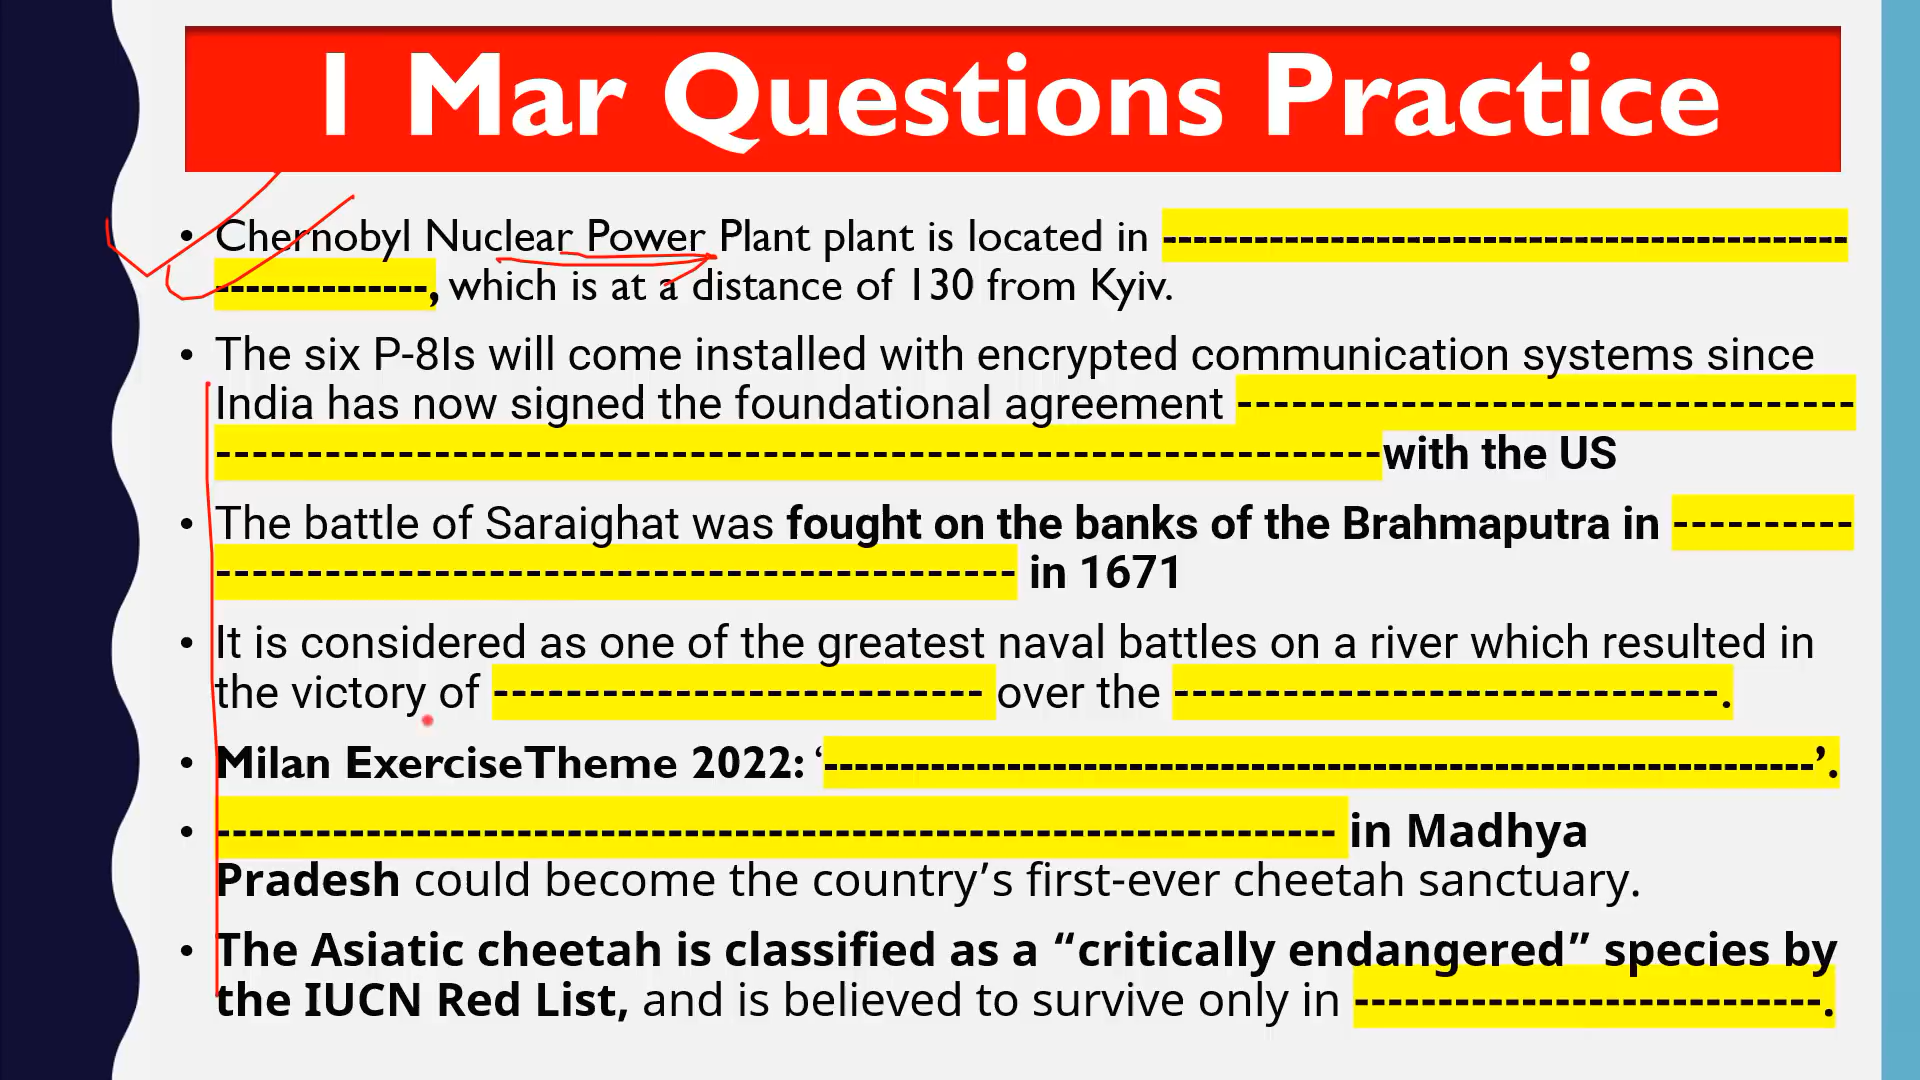 1 Mar Questions Practice
• Chernobyl Nuclear Power Plant plant is located in ---------------------------------------------
--------------, which is at a distance of 130 from Kyiv.
• The six P-8Is will come installed with encrypted communication systems since
India has now signed the foundational agreement ----------------------------------
----------------------------------------------------------------with the US
• The battle of Saraighat was fought on the banks of the Brahmaputra in ----------
-------------------------------------------- in 1671
• It is considered as one of the greatest naval battles on a river which resulted in
the victory of --------------------------- over the ------------------------------.
• Milan Exercise Theme 2022: ‘-----------------------------------------------------------------’.
• ------------------------------------------------------------------- in Madhya
Pradesh could become the country’s first-ever cheetah sanctuary.
• The Asiatic cheetah is classified as a “critically endangered” species by
the IUCN Red List, and is believed to survive only in ----------------------------.